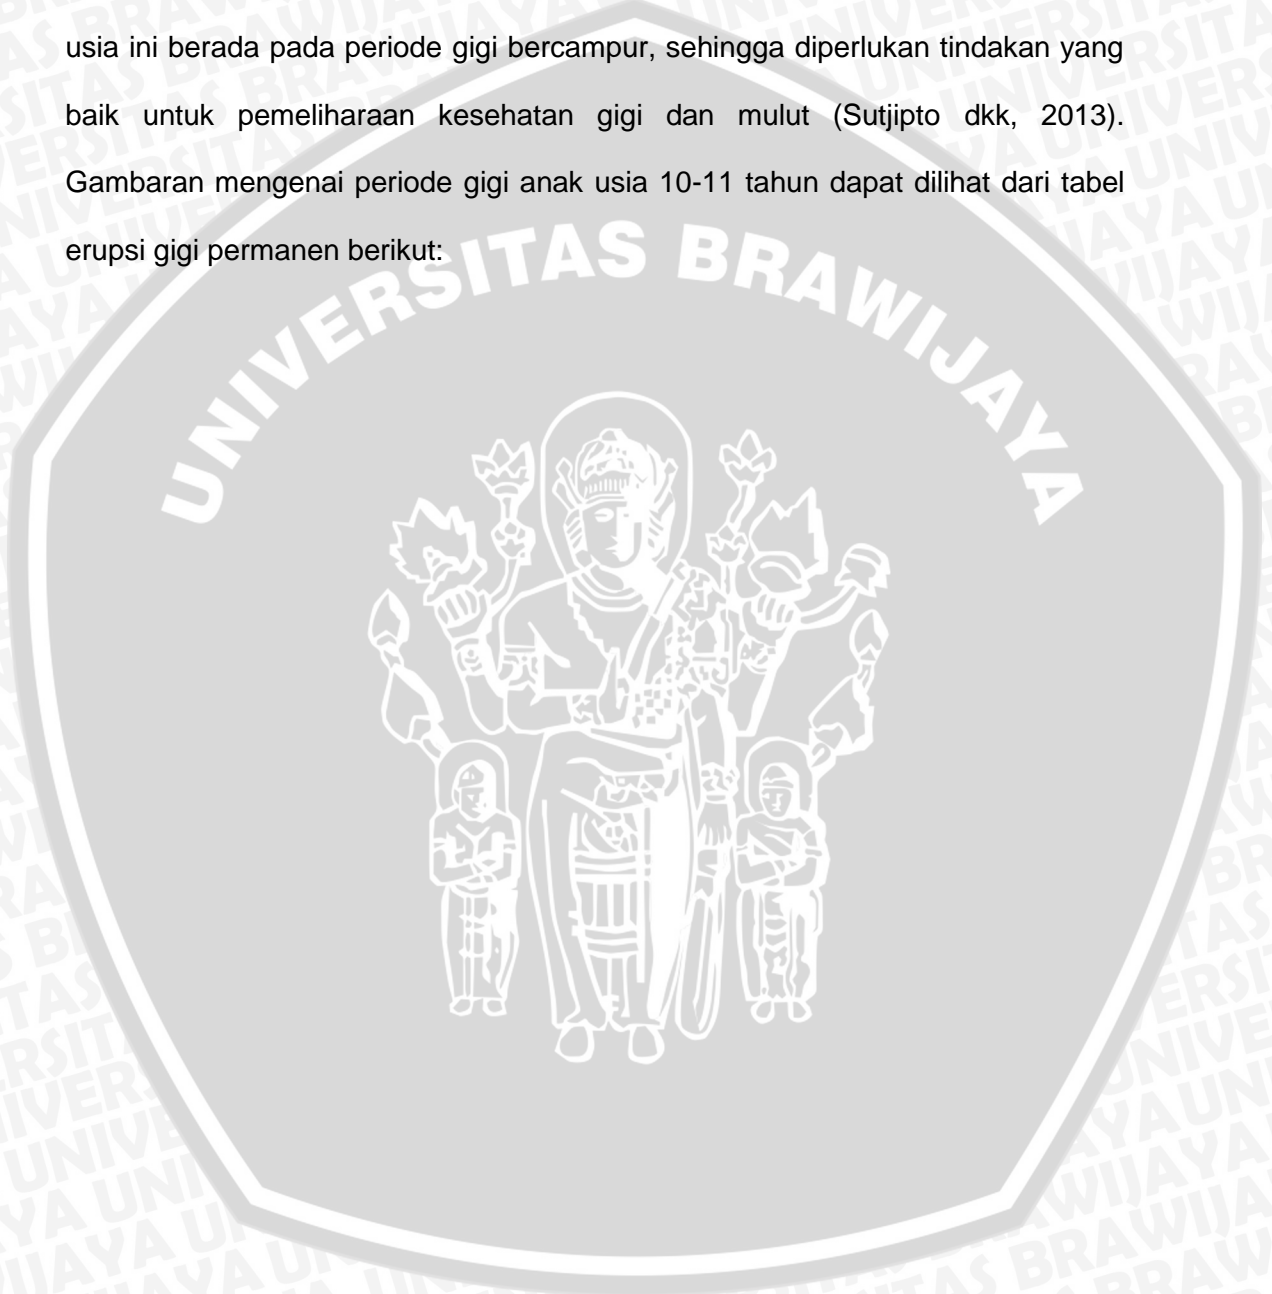 usia ini berada pada periode gigi bercampur, sehingga diperlukan tindakan yang
baik untuk pemeliharaan kesehatan gigi dan mulut (Sutjipto dkk, 2013).
Gambaran mengenai periode gigi anak usia 10-11 tahun dapat dilihat dari tabel
erupsi gigi permanen berikut:
UNIVERSITAS BRAWIJAYA